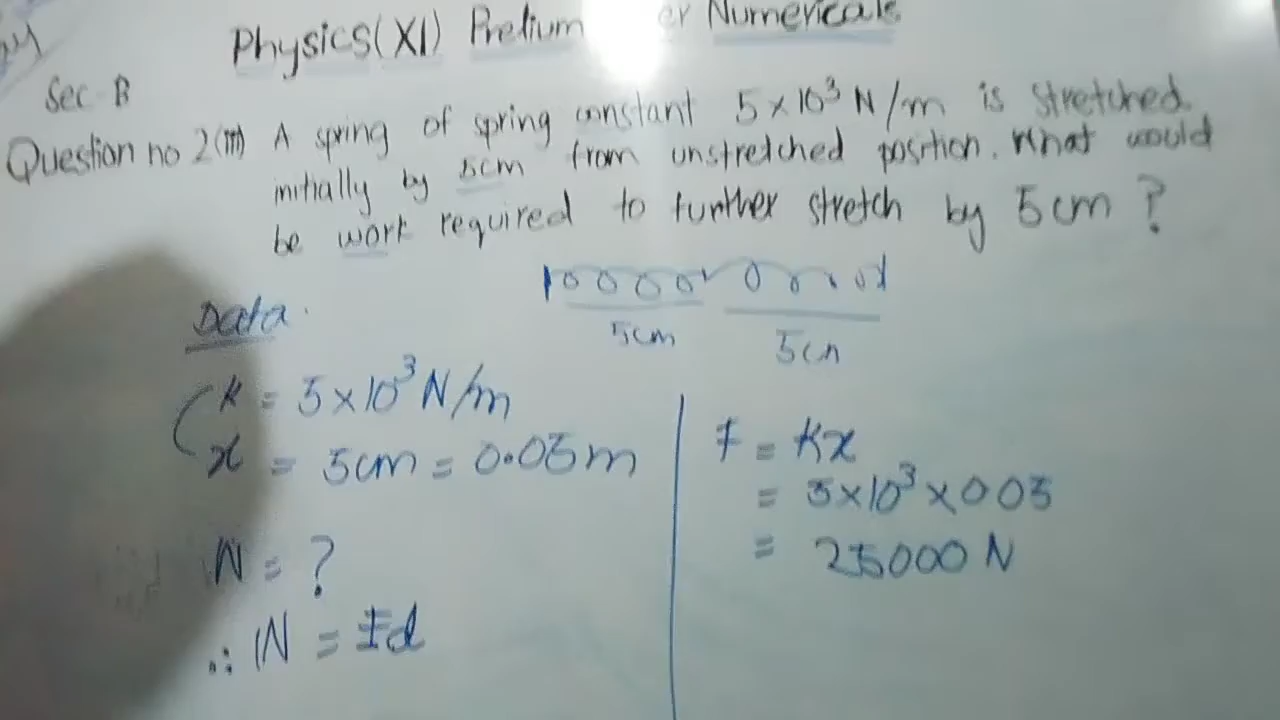 Physics(XI) Prelium er Numericals
Sec B
Question no 2(iii) A spring of spring constant 5×10³ N/m is stretched
initially by 5cm from unstretched position. What would
be work required to further stretch by 5cm ?
5cm
5cm
Data.
k = 5×10³ N/m
x = 5cm = 0.05m
W = ?
∴ W = Fd
F = Kx
= 5×10³ × 0.05
= 25000 N